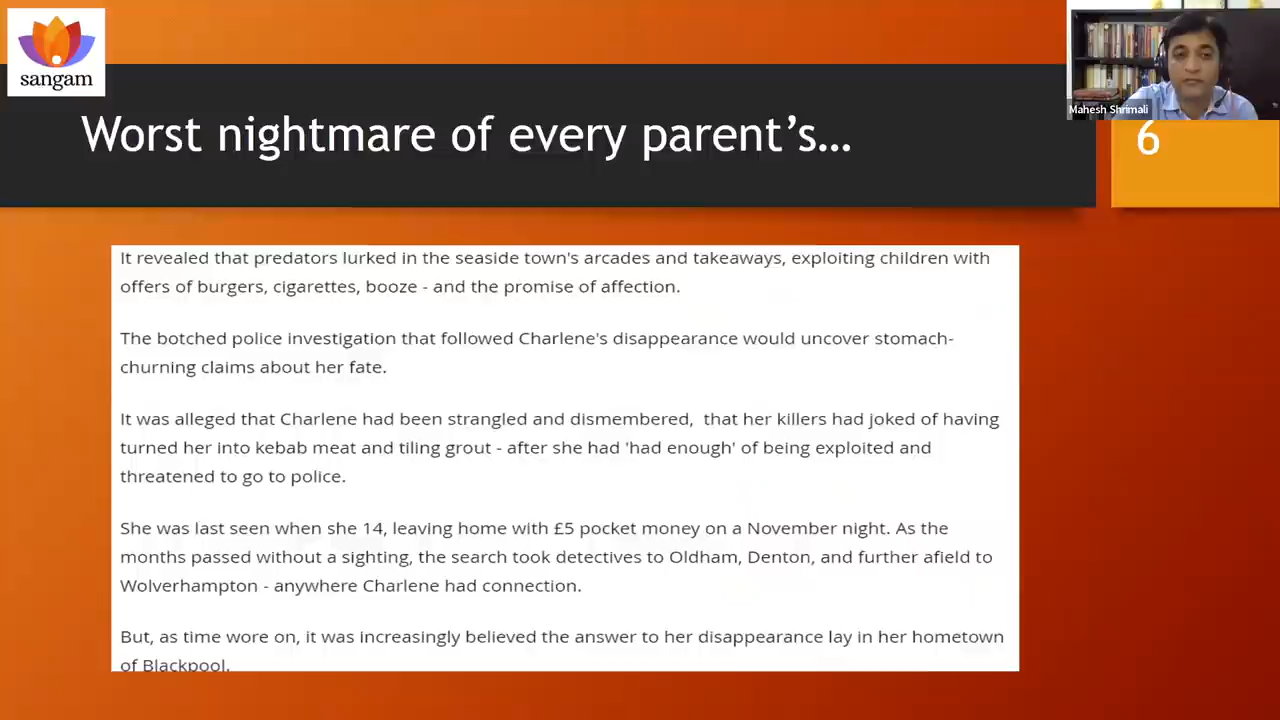 sangam
Mahesh Shrimali
Worst nightmare of every parent’s…
6
It revealed that predators lurked in the seaside town's arcades and takeaways, exploiting children with
offers of burgers, cigarettes, booze - and the promise of affection.
The botched police investigation that followed Charlene's disappearance would uncover stomach-
churning claims about her fate.
It was alleged that Charlene had been strangled and dismembered, that her killers had joked of having
turned her into kebab meat and tiling grout - after she had 'had enough' of being exploited and
threatened to go to police.
She was last seen when she 14, leaving home with £5 pocket money on a November night. As the
months passed without a sighting, the search took detectives to Oldham, Denton, and further afield to
Wolverhampton - anywhere Charlene had connection.
But, as time wore on, it was increasingly believed the answer to her disappearance lay in her hometown
of Blackpool.